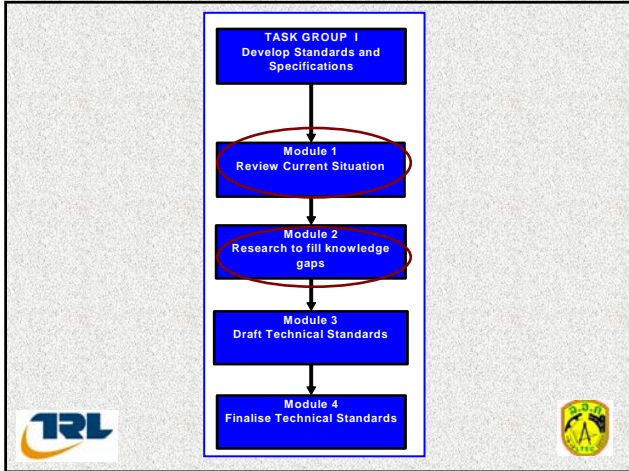 TASK GROUP I
Develop Standards and
Specifications
Module 1
Review Current Situation
Module 2
Research to fill knowledge
gaps
Module 3
Draft Technical Standards
Module 4
Finalise Technical Standards
TRL